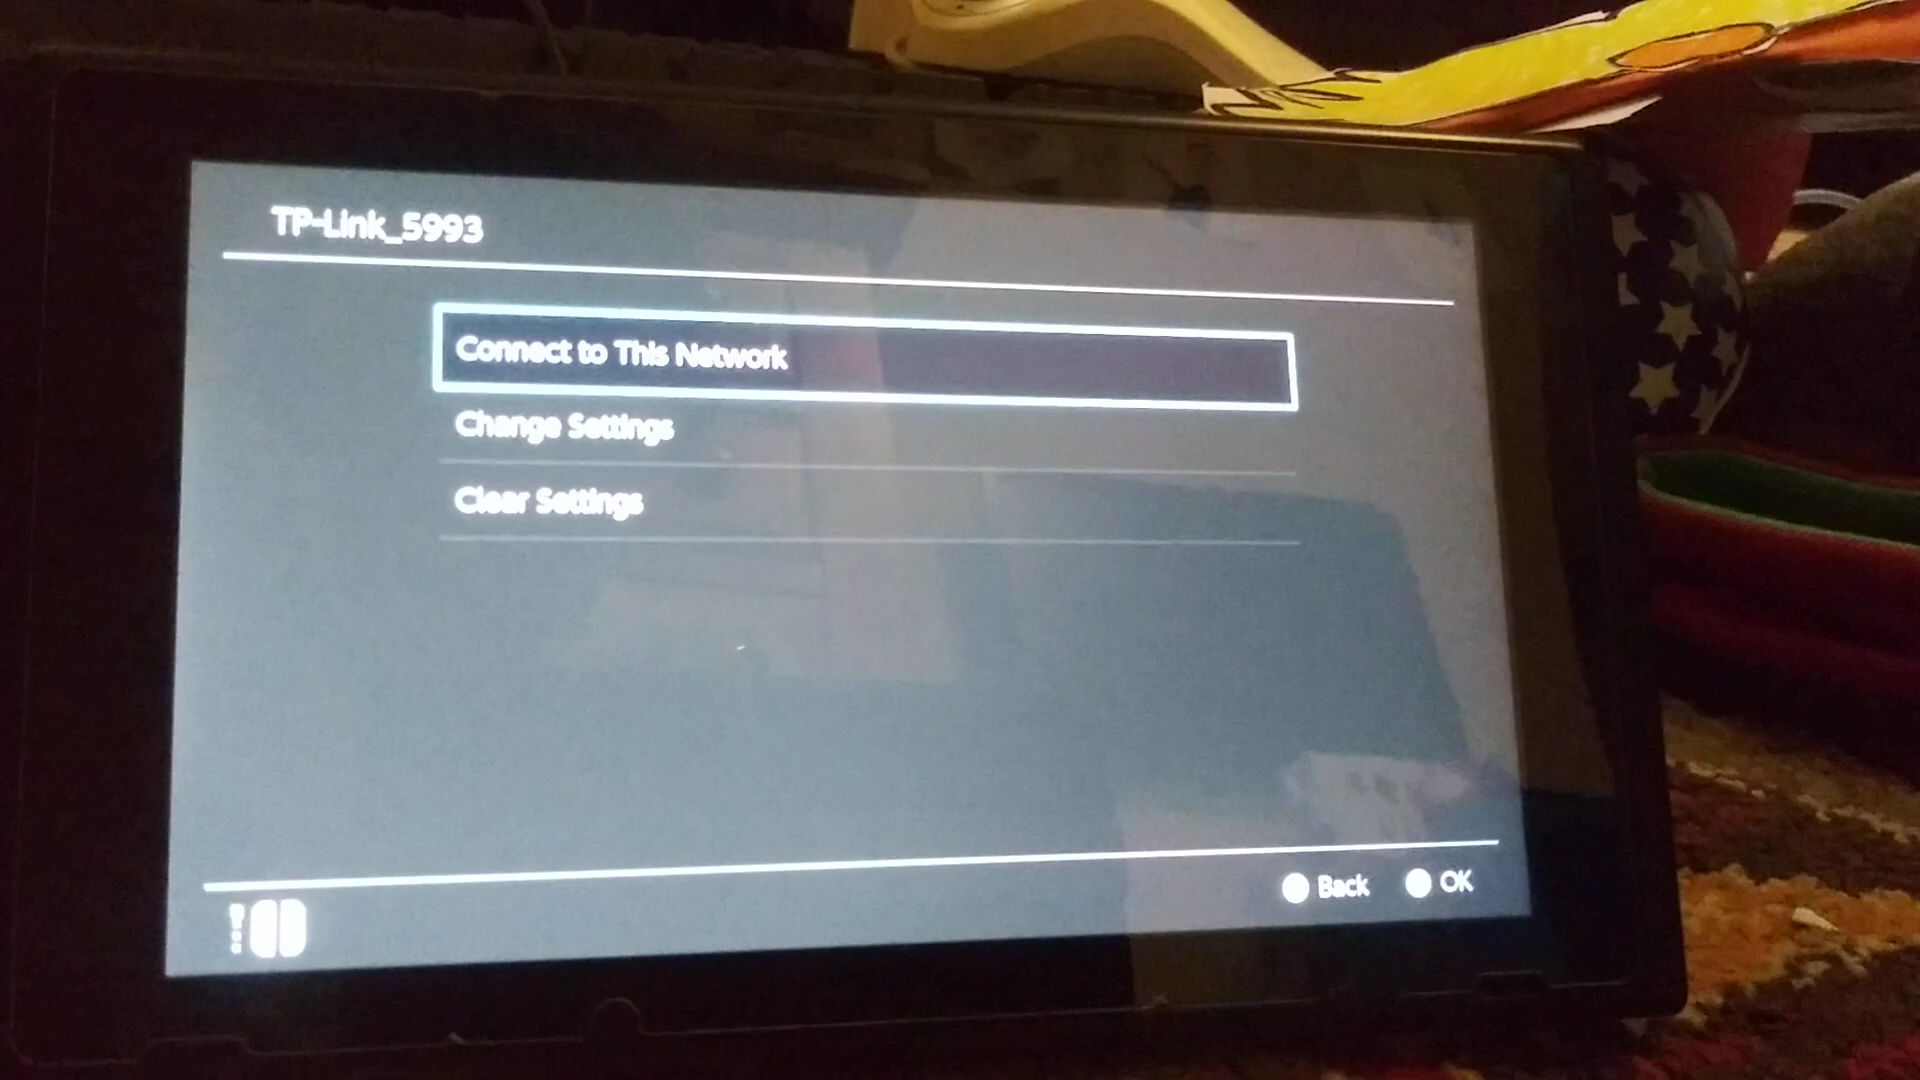 TP-Link_5993
Connect to This Network
Change Settings
Clear Settings
Back
OK